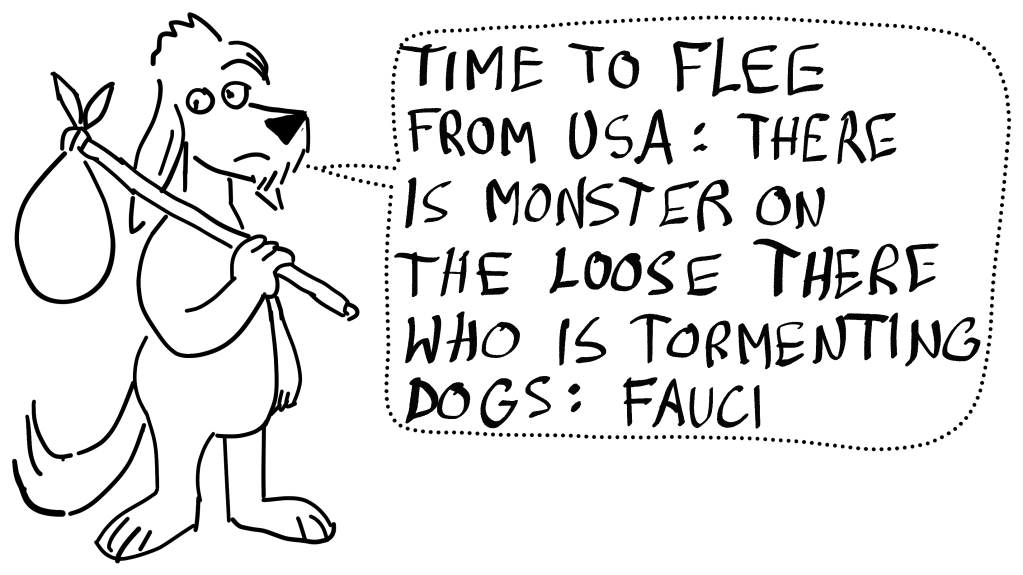 TIME TO FLEE
FROM USA: THERE
IS MONSTER ON
THE LOOSE THERE
WHO IS TORMENTING
DOGS: FAUCI